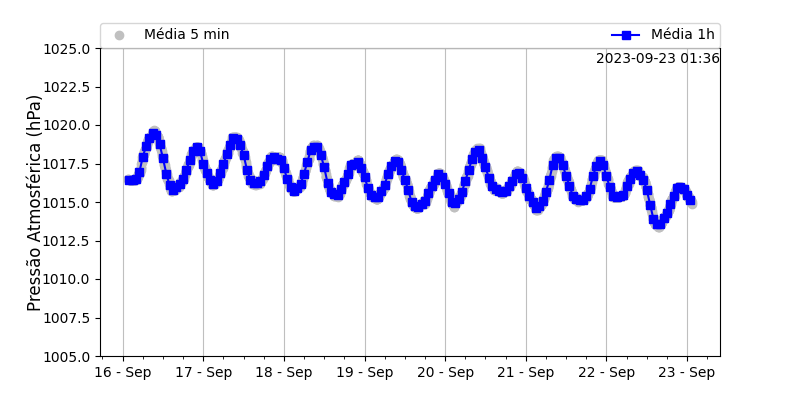 Média 5 min
Média 1h
2023-09-23 01:36
Pressão Atmosférica (hPa)
1025.0
1022.5
1020.0
1017.5
1015.0
1012.5
1010.0
1007.5
1005.0
16 - Sep
17 - Sep
18 - Sep
19 - Sep
20 - Sep
21 - Sep
22 - Sep
23 - Sep